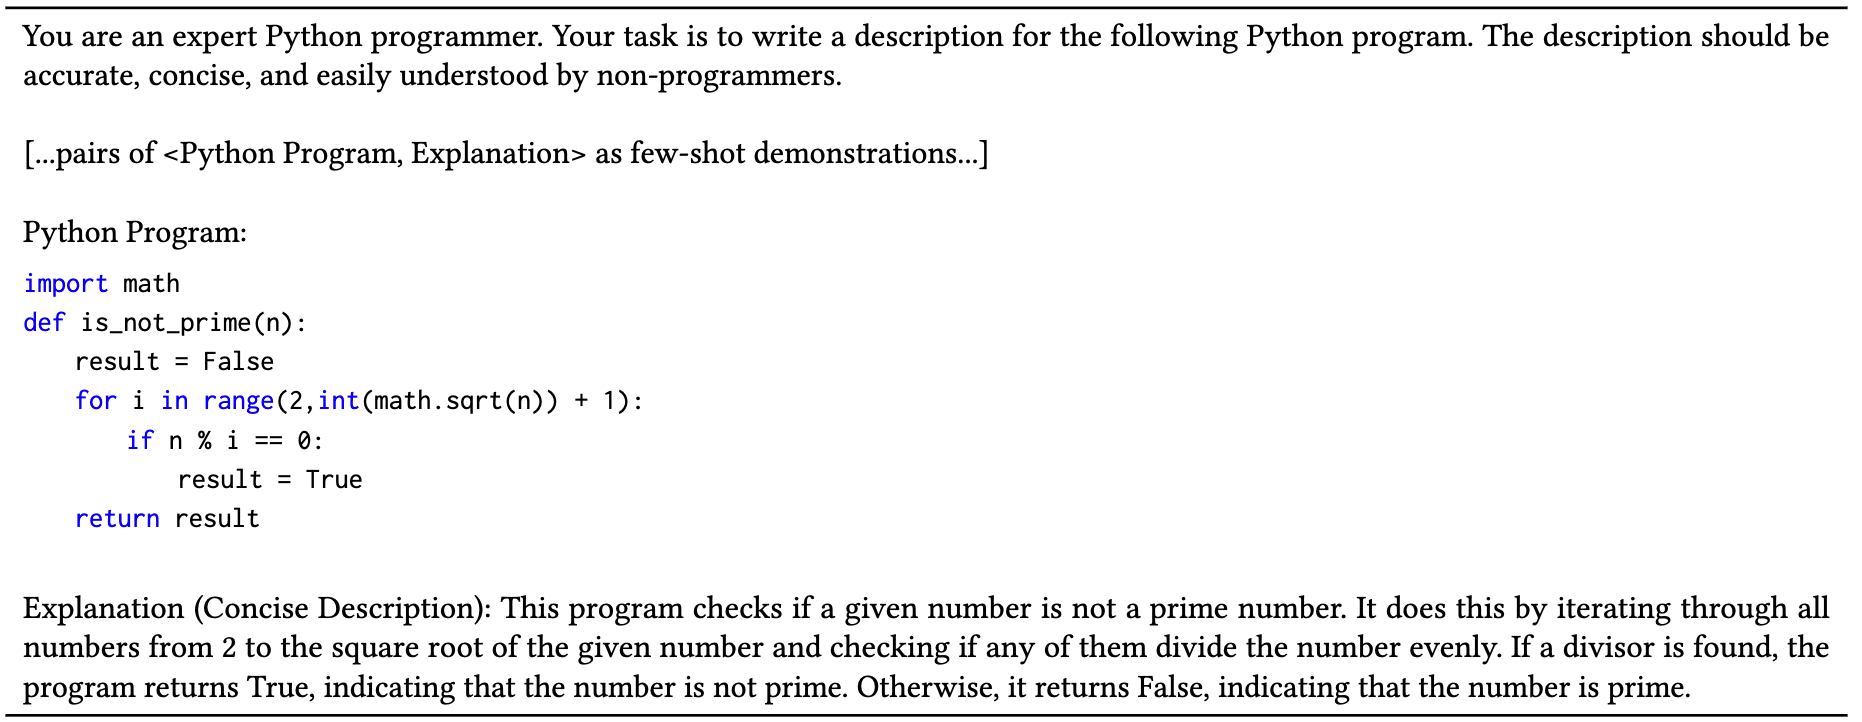 You are an expert Python programmer. Your task is to write a description for the following Python program. The description should be
accurate, concise, and easily understood by non-programmers.
[...pairs of <Python Program, Explanation> as few-shot demonstrations...]
Python Program:
import math
def is_not_prime(n):
    result = False
    for i in range(2,int(math.sqrt(n)) + 1):
        if n % i == 0:
            result = True
    return result
Explanation (Concise Description): This program checks if a given number is not a prime number. It does this by iterating through all
numbers from 2 to the square root of the given number and checking if any of them divide the number evenly. If a divisor is found, the
program returns True, indicating that the number is not prime. Otherwise, it returns False, indicating that the number is prime.